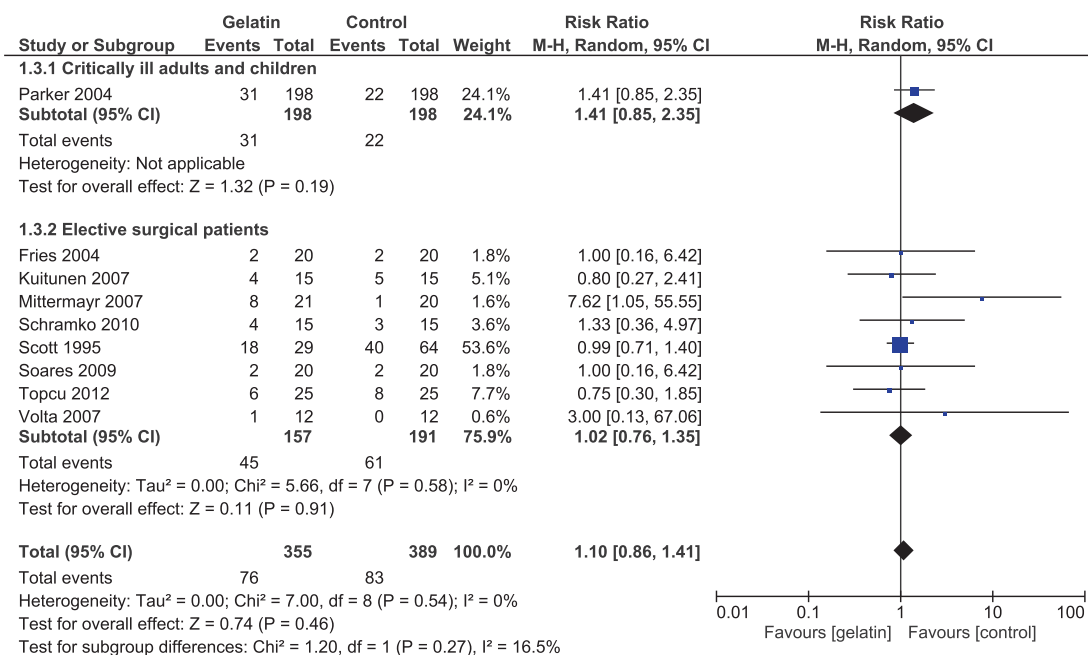 Gelatin Control Risk Ratio Risk Ratio
Study or Subgroup Events Total Events Total Weight M-H, Random, 95% CI M-H, Random, 95% CI
1.3.1 Critically ill adults and children
Parker 2004 31 198 22 198 24.1% 1.41 [0.85, 2.35]
Subtotal (95% CI) 198 198 24.1% 1.41 [0.85, 2.35]
Total events 31 22
Heterogeneity: Not applicable
Test for overall effect: Z = 1.32 (P = 0.19)
1.3.2 Elective surgical patients
Fries 2004 2 20 2 20 1.8% 1.00 [0.16, 6.42]
Kuitunen 2007 4 15 5 15 5.1% 0.80 [0.27, 2.41]
Mittermayr 2007 8 21 1 20 1.6% 7.62 [1.05, 55.55]
Schramko 2010 4 15 3 15 3.6% 1.33 [0.36, 4.97]
Scott 1995 18 29 40 64 53.6% 0.99 [0.71, 1.40]
Soares 2009 2 20 2 20 1.8% 1.00 [0.16, 6.42]
Topcu 2012 6 25 8 25 7.7% 0.75 [0.30, 1.85]
Volta 2007 1 12 0 12 0.6% 3.00 [0.13, 67.06]
Subtotal (95% CI) 157 191 75.9% 1.02 [0.76, 1.35]
Total events 45 61
Heterogeneity: Tau² = 0.00; Chi² = 5.66, df = 7 (P = 0.58); I² = 0%
Test for overall effect: Z = 0.11 (P = 0.91)
Total (95% CI) 355 389 100.0% 1.10 [0.86, 1.41]
Total events 76 83
Heterogeneity: Tau² = 0.00; Chi² = 7.00, df = 8 (P = 0.54); I² = 0%
Test for overall effect: Z = 0.74 (P = 0.46)
Test for subgroup differences: Chi² = 1.20, df = 1 (P = 0.27), I² = 16.5%
0.01 0.1 1 10 100
Favours [gelatin] Favours [control]